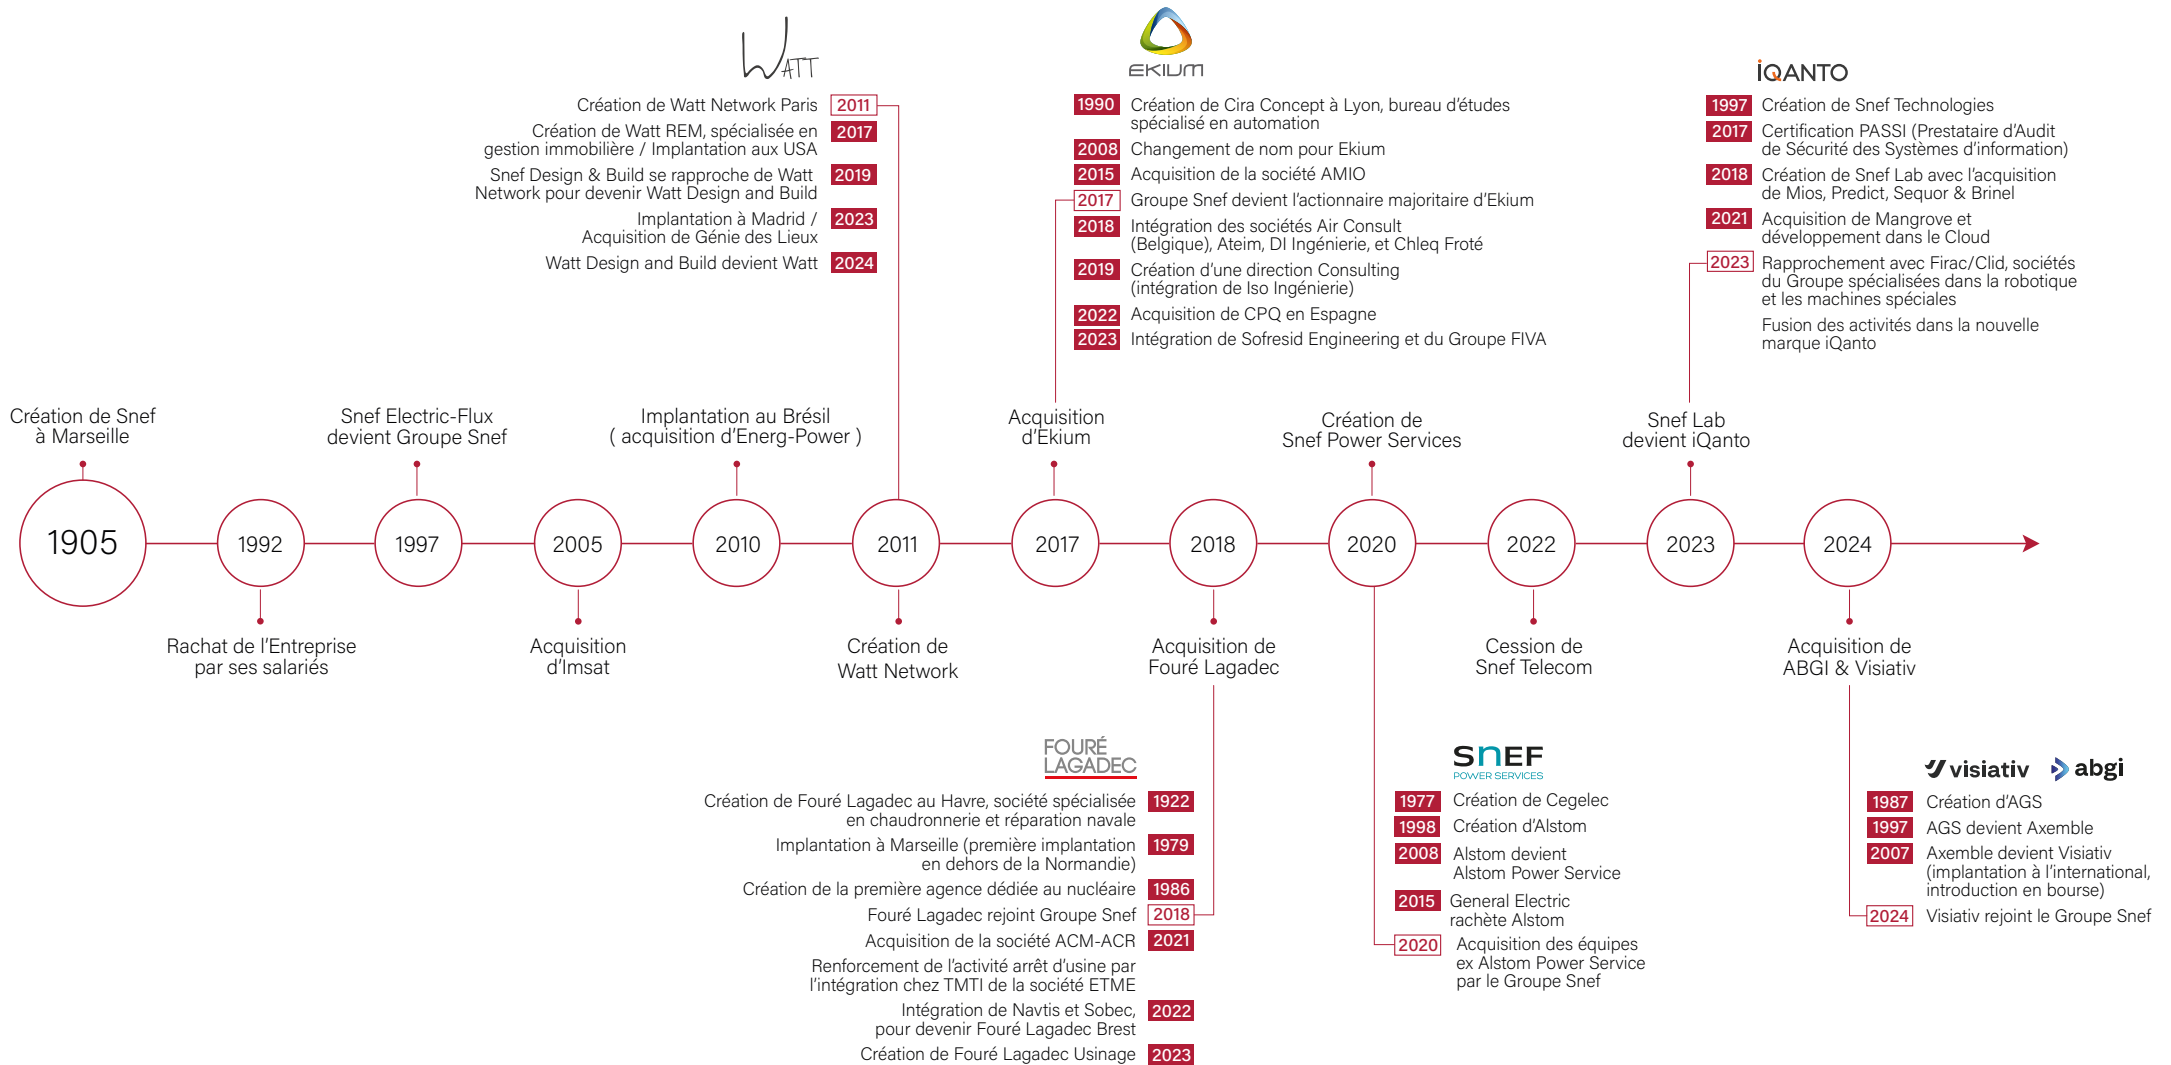 WATT
Création de Watt Network Paris 2011
Création de Watt REM, spécialisée en 2017
gestion immobilière / Implantation aux USA
Snef Design & Build se rapproche de Watt 2019
Network pour devenir Watt Design and Build
Implantation à Madrid / 2023
Acquisition de Génie des Lieux
Watt Design and Build devient Watt 2024
EKIUM
1990 Création de Cira Concept à Lyon, bureau d’études
spécialisé en automation
2008 Changement de nom pour Ekium
2015 Acquisition de la société AMIO
2017 Groupe Snef devient l’actionnaire majoritaire d’Ekium
2018 Intégration des sociétés Air Consult
(Belgique), Ateim, DI Ingénierie, et Chleq Froté
2019 Création d’une direction Consulting
(intégration de Iso Ingénierie)
2022 Acquisition de CPQ en Espagne
2023 Intégration de Sofresid Engineering et du Groupe FIVA
iQANTO
1997 Création de Snef Technologies
2017 Certification PASSI (Prestataire d’Audit
de Sécurité des Systèmes d’information)
2018 Création de Snef Lab avec l’acquisition
de Mios, Predict, Sequor & Brinel
2021 Acquisition de Mangrove et
développement dans le Cloud
2023 Rapprochement avec Firac/Clid, sociétés
du Groupe spécialisées dans la robotique
et les machines spéciales
Fusion des activités dans la nouvelle
marque iQanto
Création de Snef
à Marseille
Snef Electric-Flux
devient Groupe Snef
Implantation au Brésil
( acquisition d’Energ-Power )
Acquisition
d’Ekium
Création de
Snef Power Services
Snef Lab
devient iQanto
1905
1992
1997
2005
2010
2011
2017
2018
2020
2022
2023
2024
Rachat de l’Entreprise
par ses salariés
Acquisition
d’Imsat
Création de
Watt Network
Acquisition de
Fouré Lagadec
Cession de
Snef Telecom
Acquisition de
ABGI & Visiativ
FOURÉ
LAGADEC
Création de Fouré Lagadec au Havre, société spécialisée 1922
en chaudronnerie et réparation navale
Implantation à Marseille (première implantation 1979
en dehors de la Normandie)
Création de la première agence dédiée au nucléaire 1986
Fouré Lagadec rejoint Groupe Snef 2018
Acquisition de la société ACM-ACR 2021
Renforcement de l’activité arrêt d’usine par
l’intégration chez TMTI de la société ETME
Intégration de Navtis et Sobec, 2022
pour devenir Fouré Lagadec Brest
Création de Fouré Lagadec Usinage 2023
SnEF
POWER SERVICES
1977 Création de Cegelec
1998 Création d’Alstom
2008 Alstom devient
Alstom Power Service
2015 General Electric
rachète Alstom
2020 Acquisition des équipes
ex Alstom Power Service
par le Groupe Snef
visiativ abgi
1987 Création d’AGS
1997 AGS devient Axemble
2007 Axemble devient Visiativ
(implantation à l’international,
introduction en bourse)
2024 Visiativ rejoint le Groupe Snef